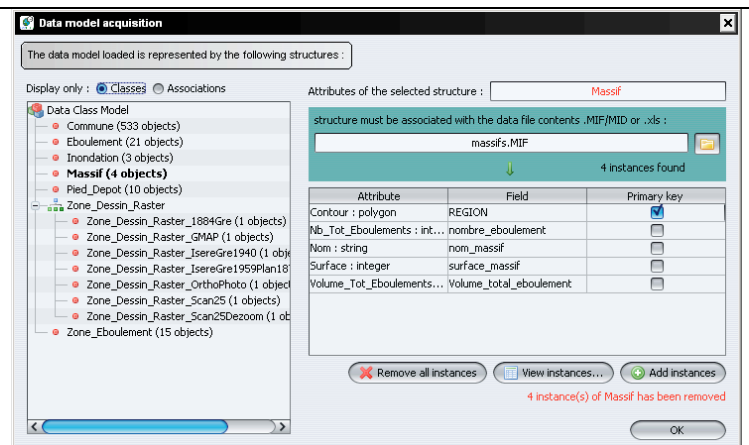 Data model acquisition
The data model loaded is represented by the following structures :
Display only : Classes Associations
Data Class Model
Commune (533 objects)
Eboulement (21 objects)
Inondation (3 objects)
Massif (4 objects)
Pied_Depot (10 objects)
Zone_Dessin_Raster
Zone_Dessin_Raster_1884Gre (1 objects)
Zone_Dessin_Raster_GMAP (1 objects)
Zone_Dessin_Raster_IsereGre1940 (1 obje
Zone_Dessin_Raster_IsereGre1959Plan18
Zone_Dessin_Raster_OrthoPhoto (1 object
Zone_Dessin_Raster_Scan25 (1 objects)
Zone_Dessin_Raster_Scan25Dezoom (1 ob
Zone_Eboulement (15 objects)
Attributes of the selected structure : Massif
structure must be associated with the data file contents .MIF/MID or .xls :
massifs.MIF
4 instances found
Attribute Field Primary key
Contour : polygon REGION
Nb_Tot_Eboulements : int... nombre_eboulement
Nom : string nom_massif
Surface : integer surface_massif
Volume_Tot_Eboulements... Volume_total_eboulement
Remove all instances View instances... Add instances
4 instance(s) of Massif has been removed
OK